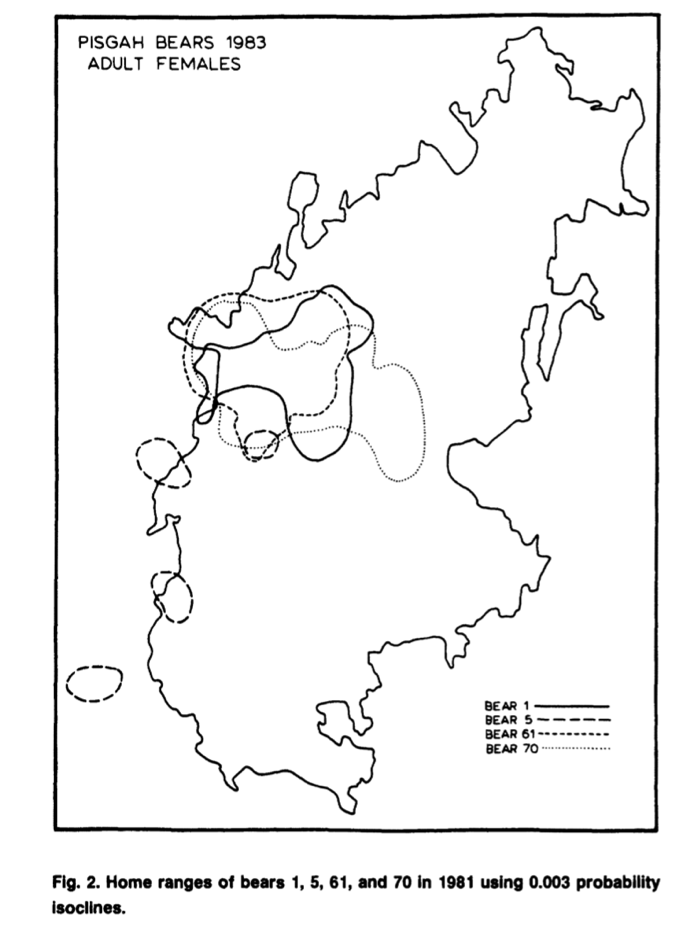 PISGAH BEARS 1983
ADULT FEMALES
BEAR 1
BEAR 5
BEAR 61
BEAR 70
Fig. 2. Home ranges of bears 1, 5, 61, and 70 in 1981 using 0.003 probability
isoclines.